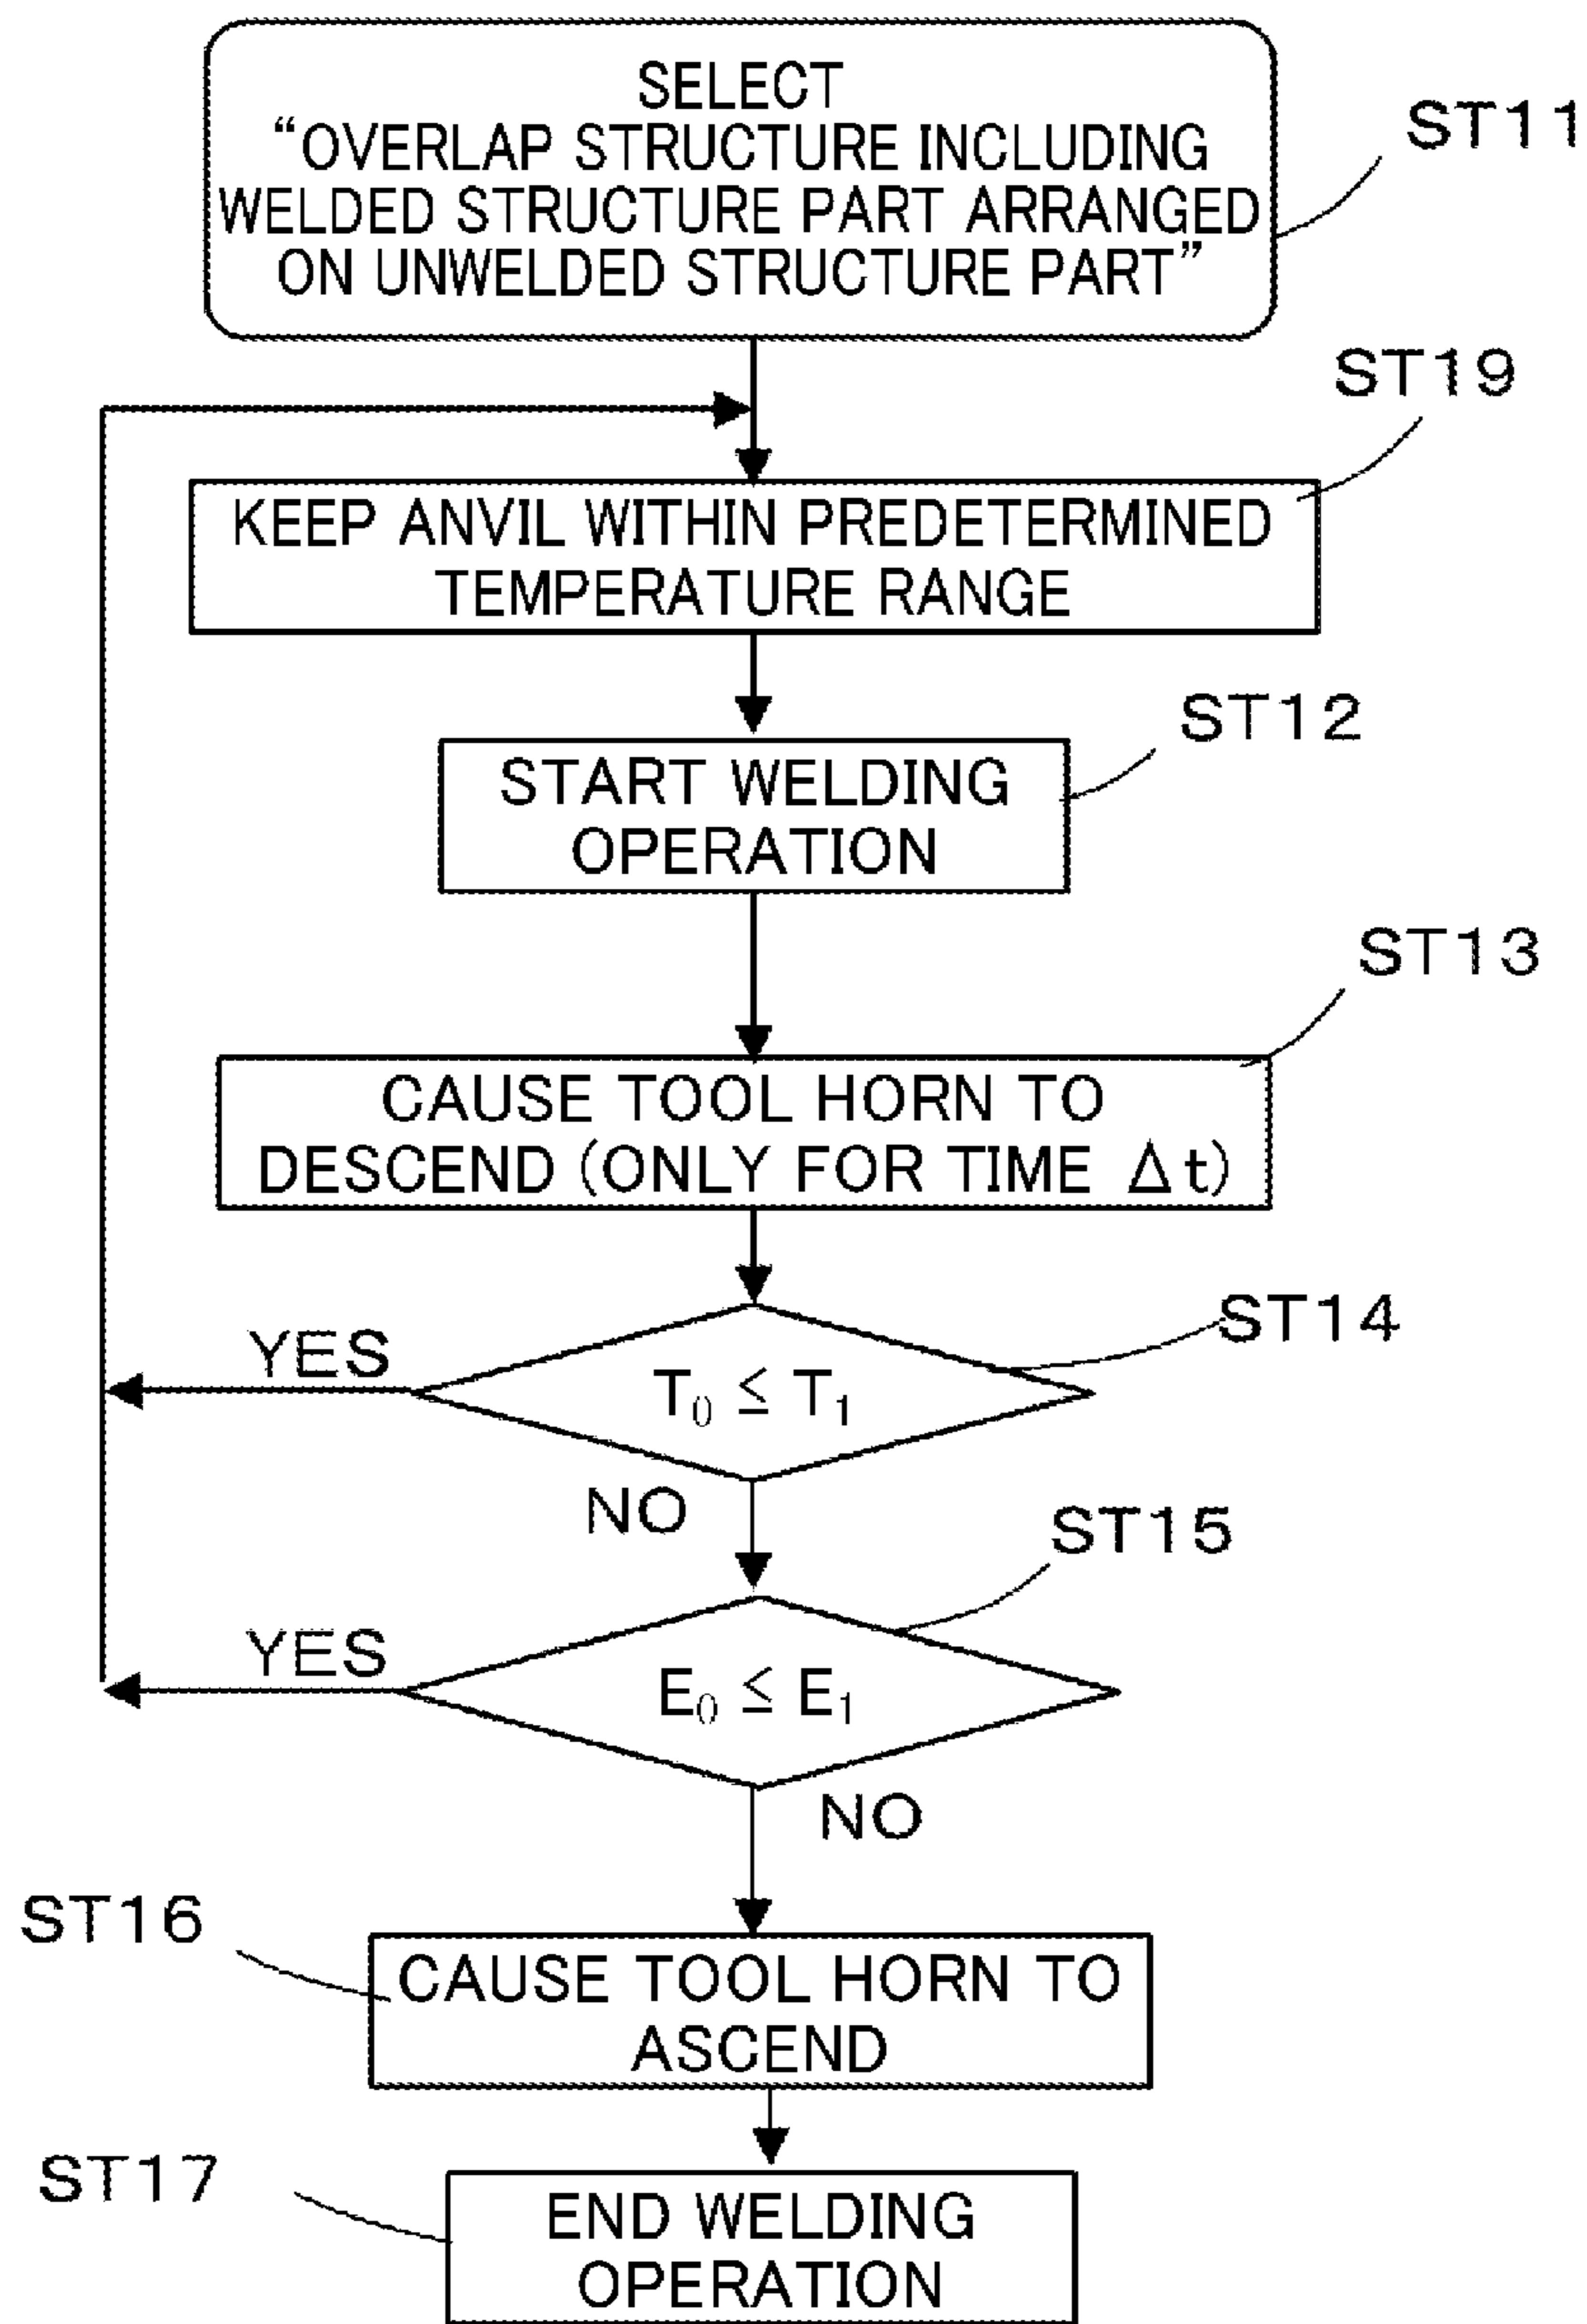 SELECT
“OVERLAP STRUCTURE INCLUDING
WELDED STRUCTURE PART ARRANGED
ON UNWELDED STRUCTURE PART”
ST11
ST19
KEEP ANVIL WITHIN PREDETERMINED
TEMPERATURE RANGE
ST12
START WELDING
OPERATION
ST13
CAUSE TOOL HORN TO
DESCEND (ONLY FOR TIME Δt)
ST14
YES
T₀ ≤ T₁
NO
ST15
YES
E₀ ≤ E₁
NO
ST16
CAUSE TOOL HORN TO
ASCEND
ST17
END WELDING
OPERATION